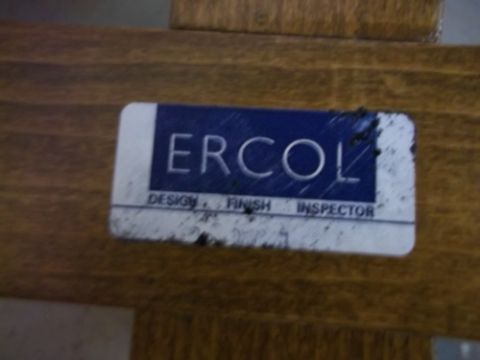 ERCOL
DESIGN FINISH INSPECTOR